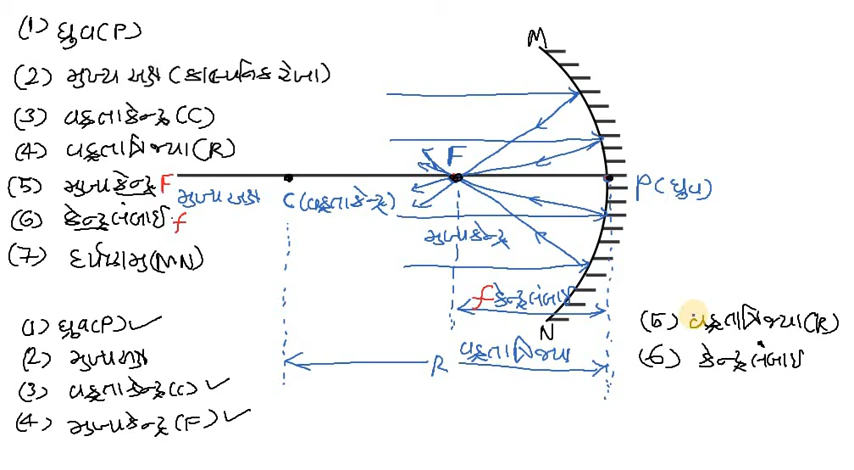 (1) ધ્રુવ(P)
(2) મુખ્ય અક્ષ (કાલ્પનિક રેખા)
(3) વક્રતાકેન્દ્ર (C)
(4) વક્રતાત્રિજ્યા(R)
(5) મુખ્યકેન્દ્ર F
(6) કેન્દ્રલંબાઈ f
(7) દર્પણમુખ(MN)
M
F
મુખ્ય અક્ષ
C(વક્રતાકેન્દ્ર)
P(ધ્રુવ)
મુખ્યકેન્દ્ર
f કેન્દ્રલંબાઈ
N
R વક્રતાત્રિજ્યા
(1) ધ્રુવ(P) ✓
(2) મુખ્યઅક્ષ
(3) વક્રતાકેન્દ્ર(C) ✓
(4) મુખ્યકેન્દ્ર(F) ✓
(5) વક્રતાત્રિજ્યા(R)
(6) કેન્દ્રલંબાઈ